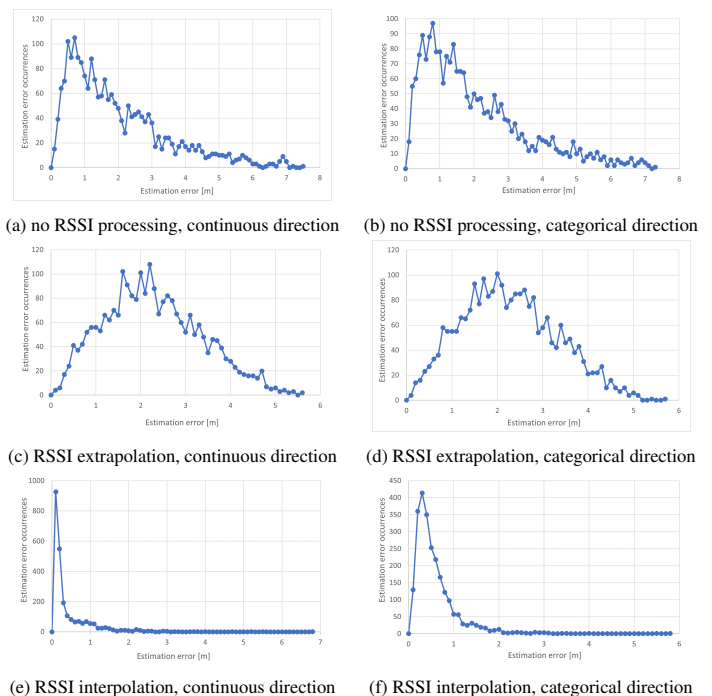 Estimation error occurrences
120
100
80
60
40
20
0
0 1 2 3 4 5 6 7 8
Estimation error [m]
(a) no RSSI processing, continuous direction
Estimation error occurrences
100
90
80
70
60
50
40
30
20
10
0
0 1 2 3 4 5 6 7 8
Estimation error [m]
(b) no RSSI processing, categorical direction
Estimation error occurrences
120
100
80
60
40
20
0
0 1 2 3 4 5 6
Estimation error [m]
(c) RSSI extrapolation, continuous direction
Estimation error occurrences
120
100
80
60
40
20
0
0 1 2 3 4 5 6
Estimation error [m]
(d) RSSI extrapolation, categorical direction
Estimation error occurrences
1000
800
600
400
200
0
0 1 2 3 4 5 6 7
Estimation error [m]
(e) RSSI interpolation, continuous direction
Estimation error occurrences
450
400
350
300
250
200
150
100
50
0
0 1 2 3 4 5 6
Estimation error [m]
(f) RSSI interpolation, categorical direction